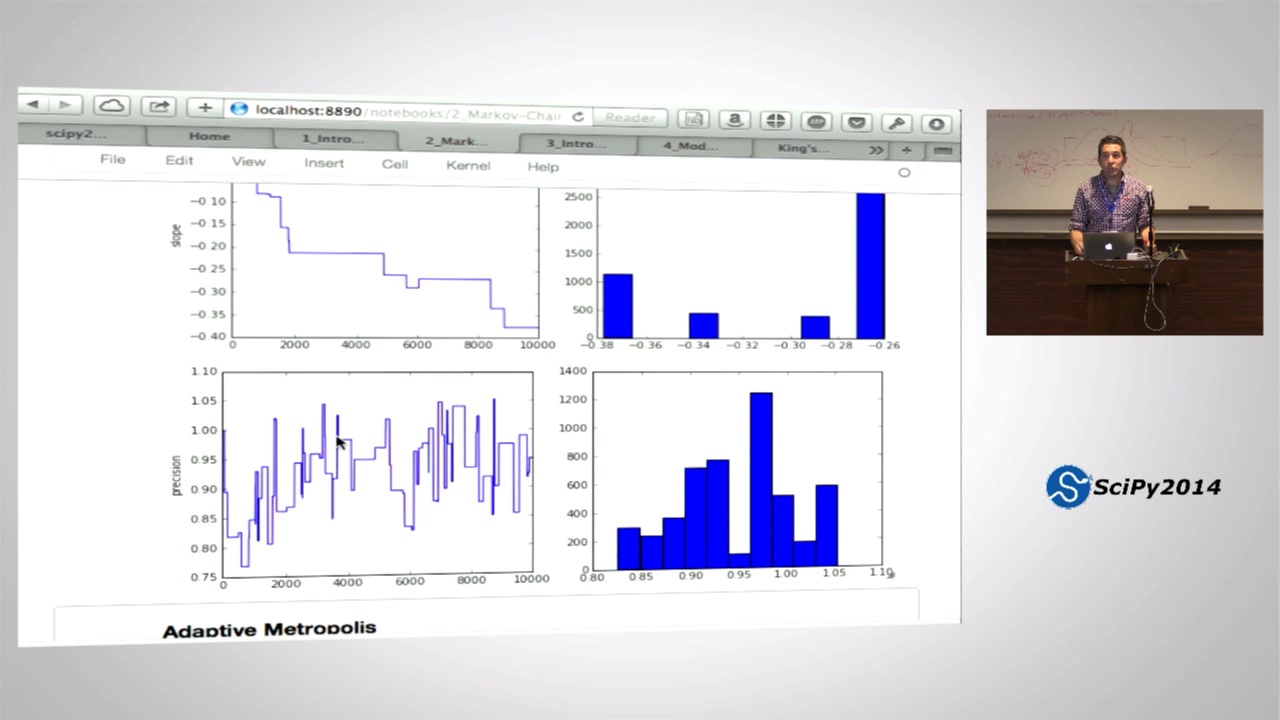 localhost:8890/notebooks/2_Markov-Chair
Reader
scipy2...
Home
1_Intro...
2_Mark...
3_Intro...
4_Mod...
King's...
File Edit View Insert Cell Kernel Help
slope
−0 10
−0 15
−0.20
−0.25
−0 30
−0 35
−0 40
0 2000 4000 6000 8000 10000
2500
2000
1500
1000
500
0
−0 38 −0.36 −0.34 −0.32 −0.30 −0.28 −0.26
precision
1.10
1.05
1.00
0.95
0.90
0.85
0.80
0.75
0 2000 4000 6000 8000 10000
1400
1200
1000
800
600
400
200
0
0 80 0.85 0.90 0.95 1.00 1.05 1.10
Adaptive Metropolis
SciPy2014